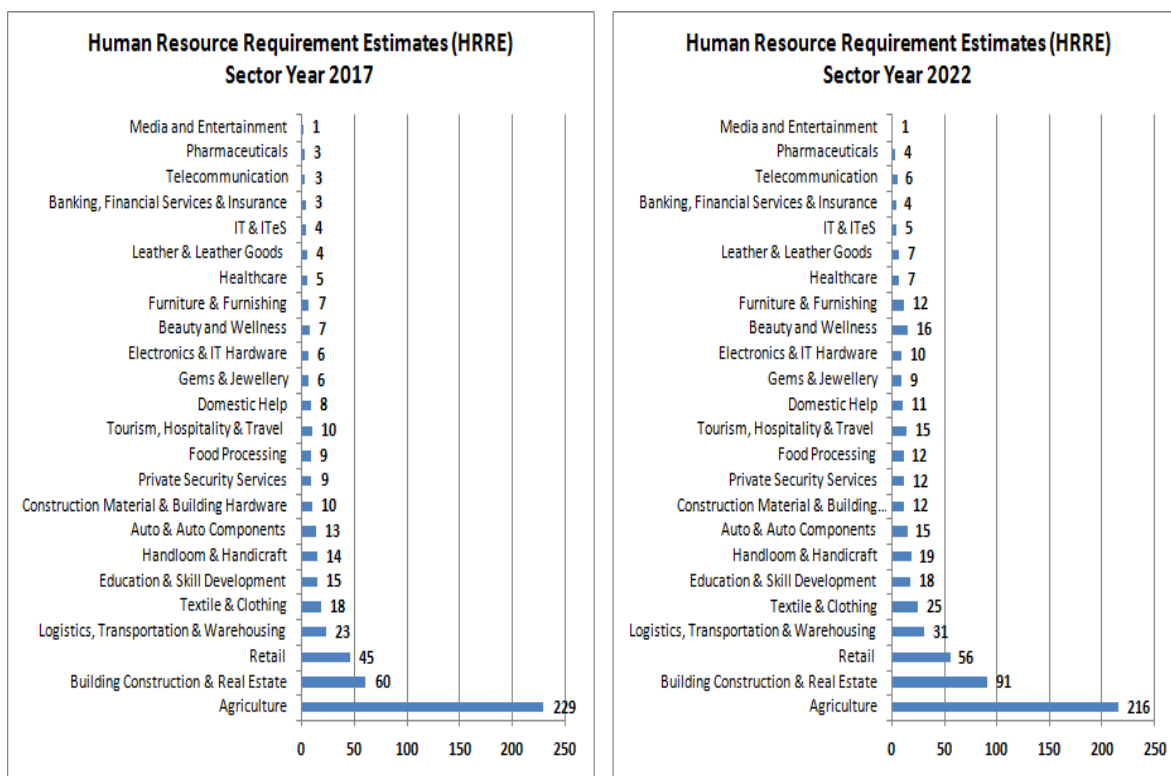 Human Resource Requirement Estimates (HRRE)
Sector Year 2017
Media and Entertainment 1
Pharmaceuticals 3
Telecommunication 3
Banking, Financial Services & Insurance 3
IT & ITeS 4
Leather & Leather Goods 4
Healthcare 5
Furniture & Furnishing 7
Beauty and Wellness 7
Electronics & IT Hardware 6
Gems & Jewellery 6
Domestic Help 8
Tourism, Hospitality & Travel 10
Food Processing 9
Private Security Services 9
Construction Material & Building Hardware 10
Auto & Auto Components 13
Handloom & Handicraft 14
Education & Skill Development 15
Textile & Clothing 18
Logistics, Transportation & Warehousing 23
Retail 45
Building Construction & Real Estate 60
Agriculture 229
0 50 100 150 200 250
Human Resource Requirement Estimates (HRRE)
Sector Year 2022
Media and Entertainment 1
Pharmaceuticals 4
Telecommunication 6
Banking, Financial Services & Insurance 4
IT & ITeS 5
Leather & Leather Goods 7
Healthcare 7
Furniture & Furnishing 12
Beauty and Wellness 16
Electronics & IT Hardware 10
Gems & Jewellery 9
Domestic Help 11
Tourism, Hospitality & Travel 15
Food Processing 12
Private Security Services 12
Construction Material & Building... 12
Auto & Auto Components 15
Handloom & Handicraft 19
Education & Skill Development 18
Textile & Clothing 25
Logistics, Transportation & Warehousing 31
Retail 56
Building Construction & Real Estate 91
Agriculture 216
0 50 100 150 200 250